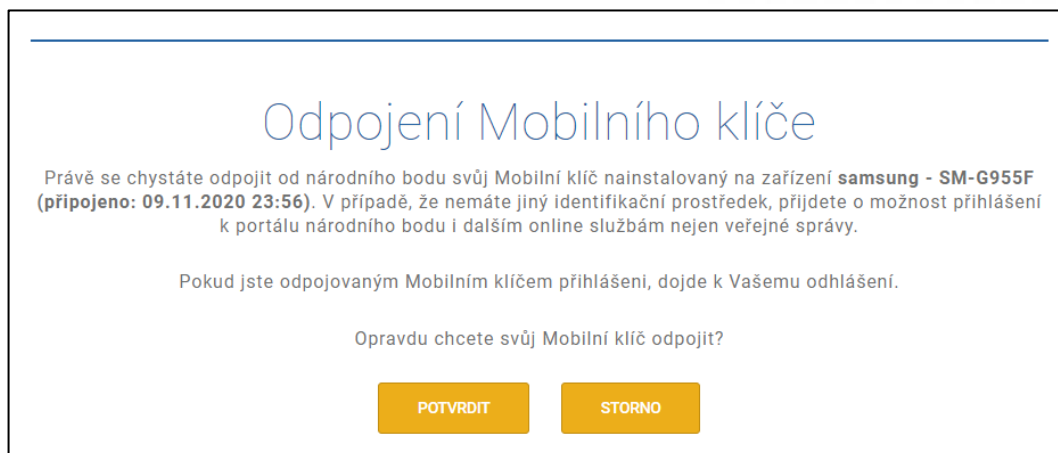 Odpojení Mobilního klíče
Právě se chystáte odpojit od národního bodu svůj Mobilní klíč nainstalovaný na zařízení samsung - SM-G955F
(připojeno: 09.11.2020 23:56). V případě, že nemáte jiný identifikační prostředek, přijdete o možnost přihlášení
k portálu národního bodu i dalším online službám nejen veřejné správy.
Pokud jste odpojovaným Mobilním klíčem přihlášeni, dojde k Vašemu odhlášení.
Opravdu chcete svůj Mobilní klíč odpojit?
POTVRDIT STORNO